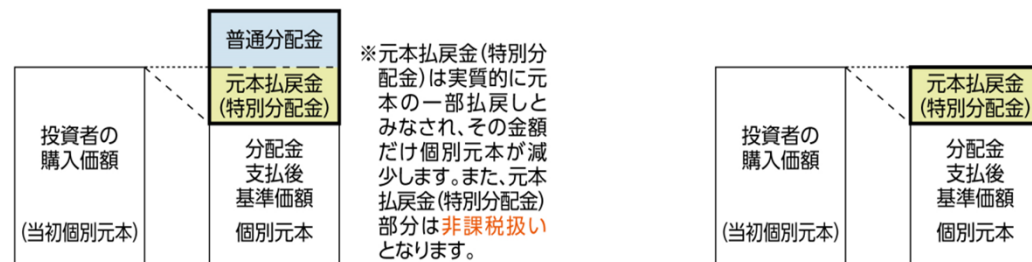 普通分配金
元本払戻金
(特別分配金)
投資者の
購入価額
(当初個別元本)
分配金
支払後
基準価額
個別元本
※元本払戻金(特別分
配金)は実質的に元
本の一部払戻しと
みなされ、その金額
だけ個別元本が減
少します。また、元本
払戻金(特別分配金)
部分は非課税扱い
となります。
元本払戻金
(特別分配金)
投資者の
購入価額
(当初個別元本)
分配金
支払後
基準価額
個別元本